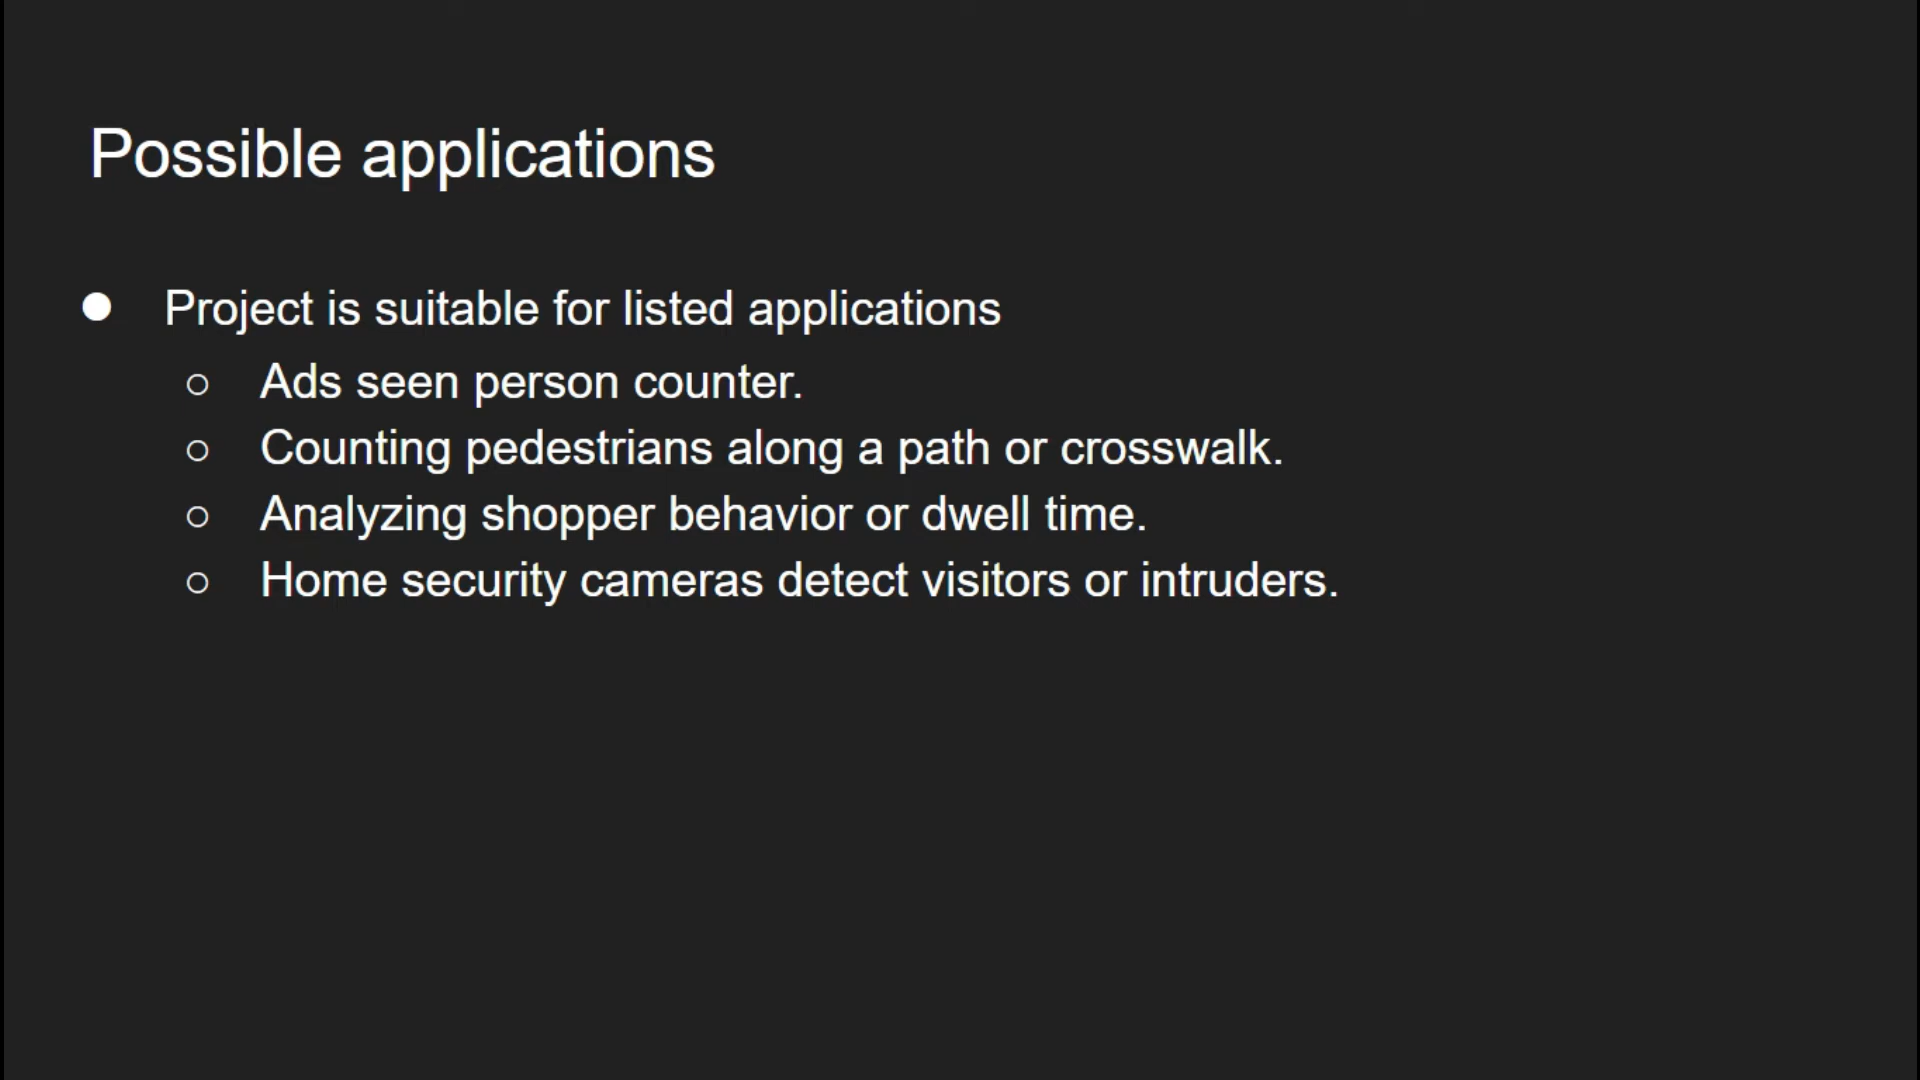 Possible applications
● Project is suitable for listed applications
○ Ads seen person counter.
○ Counting pedestrians along a path or crosswalk.
○ Analyzing shopper behavior or dwell time.
○ Home security cameras detect visitors or intruders.